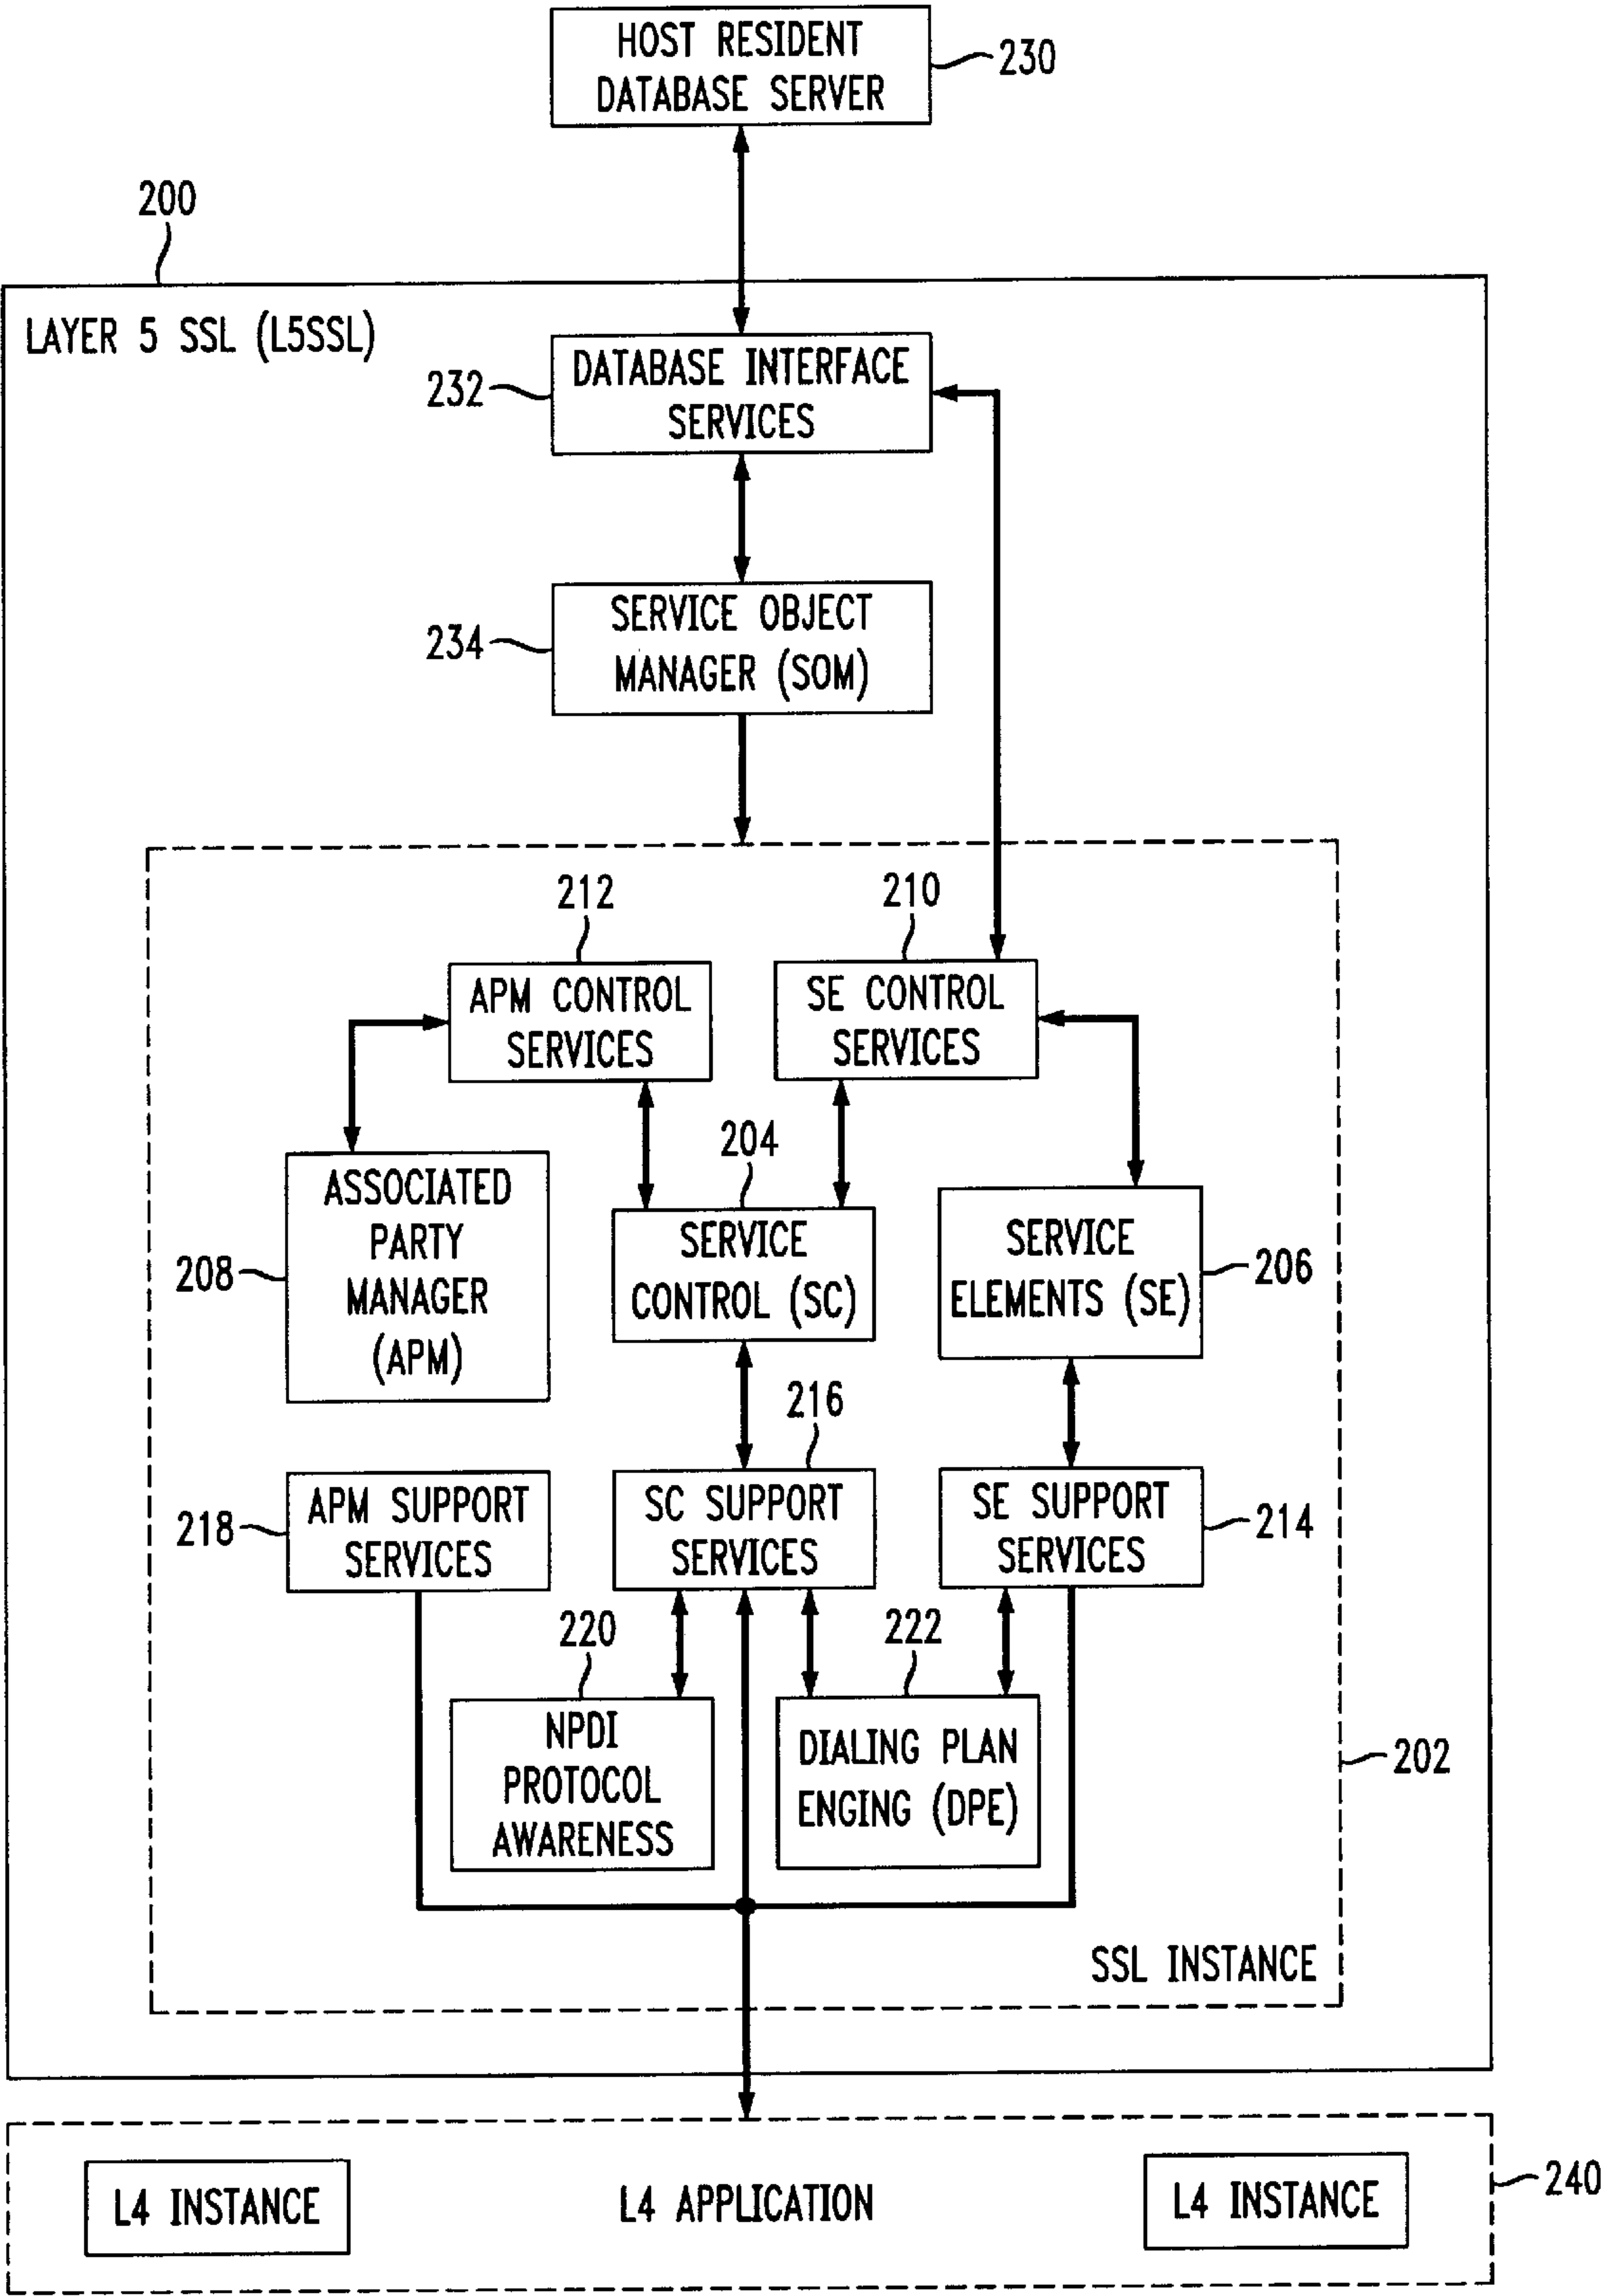 HOST RESIDENT
DATABASE SERVER
230
200
LAYER 5 SSL (L5SSL)
DATABASE INTERFACE
SERVICES
232
SERVICE OBJECT
MANAGER (SOM)
234
212
210
APM CONTROL
SERVICES
SE CONTROL
SERVICES
204
ASSOCIATED
PARTY
MANAGER
(APM)
208
SERVICE
CONTROL (SC)
SERVICE
ELEMENTS (SE)
206
216
APM SUPPORT
SERVICES
218
SC SUPPORT
SERVICES
SE SUPPORT
SERVICES
214
220
222
NPDI
PROTOCOL
AWARENESS
DIALING PLAN
ENGING (DPE)
202
SSL INSTANCE
L4 INSTANCE
L4 APPLICATION
L4 INSTANCE
240